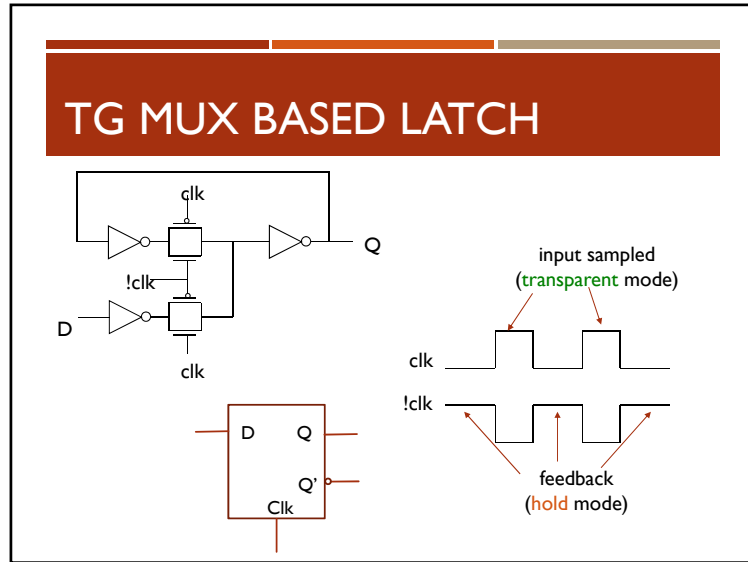 TG MUX BASED LATCH
clk
Q
!clk
D
clk
input sampled
(transparent mode)
clk
!clk
feedback
(hold mode)
D
Q
Q'
Clk